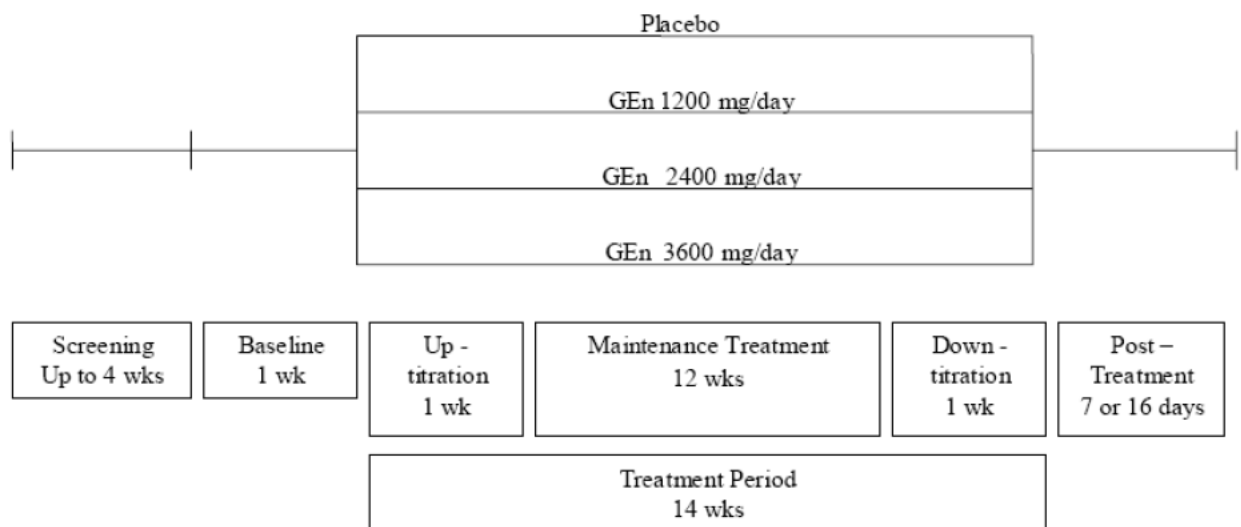 Placebo
GEn 1200 mg/day
GEn 2400 mg/day
GEn 3600 mg/day
Screening
Up to 4 wks
Baseline
1 wk
Up -
titration
1 wk
Maintenance Treatment
12 wks
Down -
titration
1 wk
Post –
Treatment
7 or 16 days
Treatment Period
14 wks